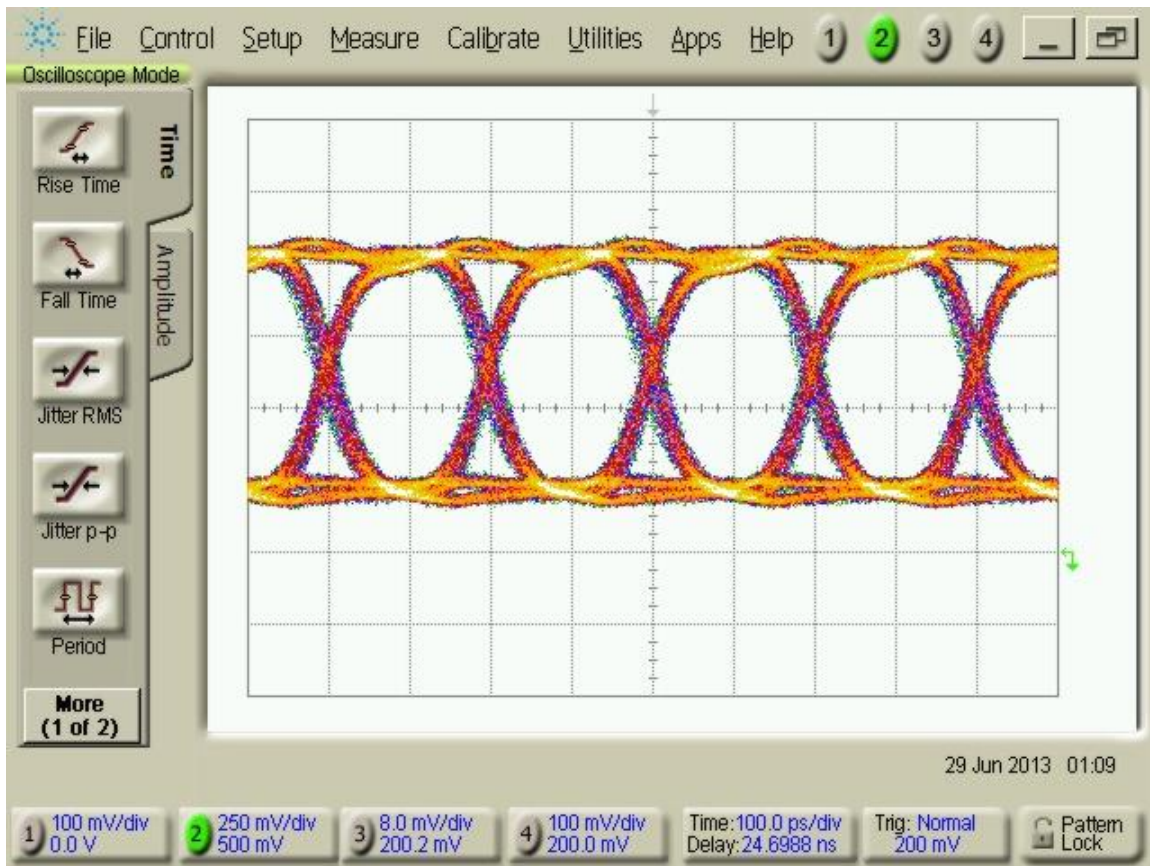 File Control Setup Measure Calibrate Utilities Apps Help 1 2 3 4
Oscilloscope Mode
Time
Amplitude
Rise Time
Fall Time
Jitter RMS
Jitter p-p
Period
More
(1 of 2)
29 Jun 2013 01:09
1 100 mV/div
0.0 V
2 250 mV/div
500 mV
3 8.0 mV/div
200.2 mV
4 100 mV/div
200.0 mV
Time:100.0 ps/div
Delay:24.6988 ns
Trig: Normal
200 mV
Pattern
Lock